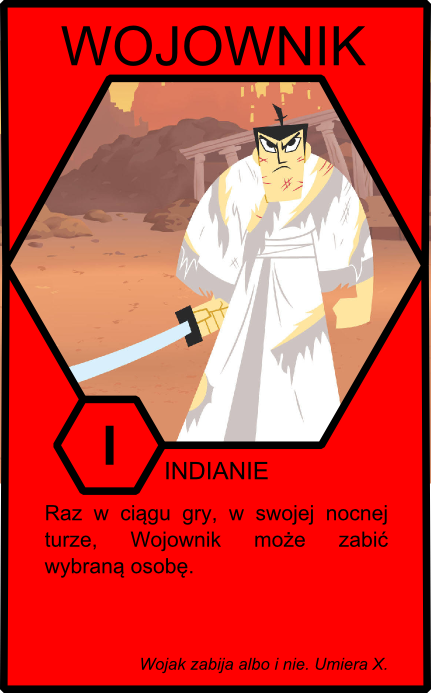 WOJOWNIK
I
INDIANIE
Raz w ciągu gry, w swojej nocnej
turze, Wojownik może zabić
wybraną osobę.
Wojak zabija albo i nie. Umiera X.